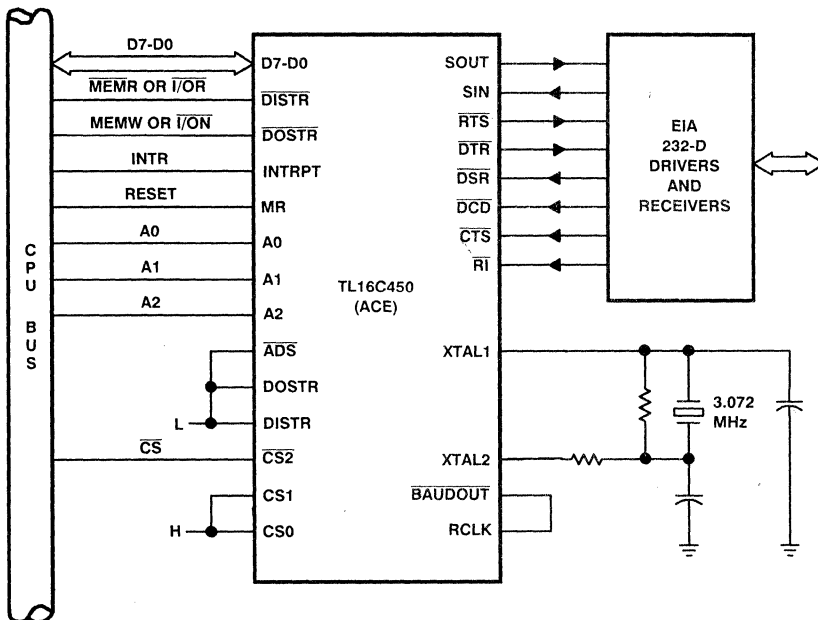 CPU BUS
D7-D0
MEMR OR I/OR
MEMW OR I/ON
INTR
RESET
A0
A1
A2
L
CS
H
D7-D0
DISTR
DOSTR
INTRPT
MR
A0
A1
A2
ADS
DOSTR
DISTR
CS2
CS1
CS0
TL16C450
(ACE)
SOUT
SIN
RTS
DTR
DSR
DCD
CTS
RI
XTAL1
XTAL2
BAUDOUT
RCLK
EIA
232-D
DRIVERS
AND
RECEIVERS
3.072
MHz